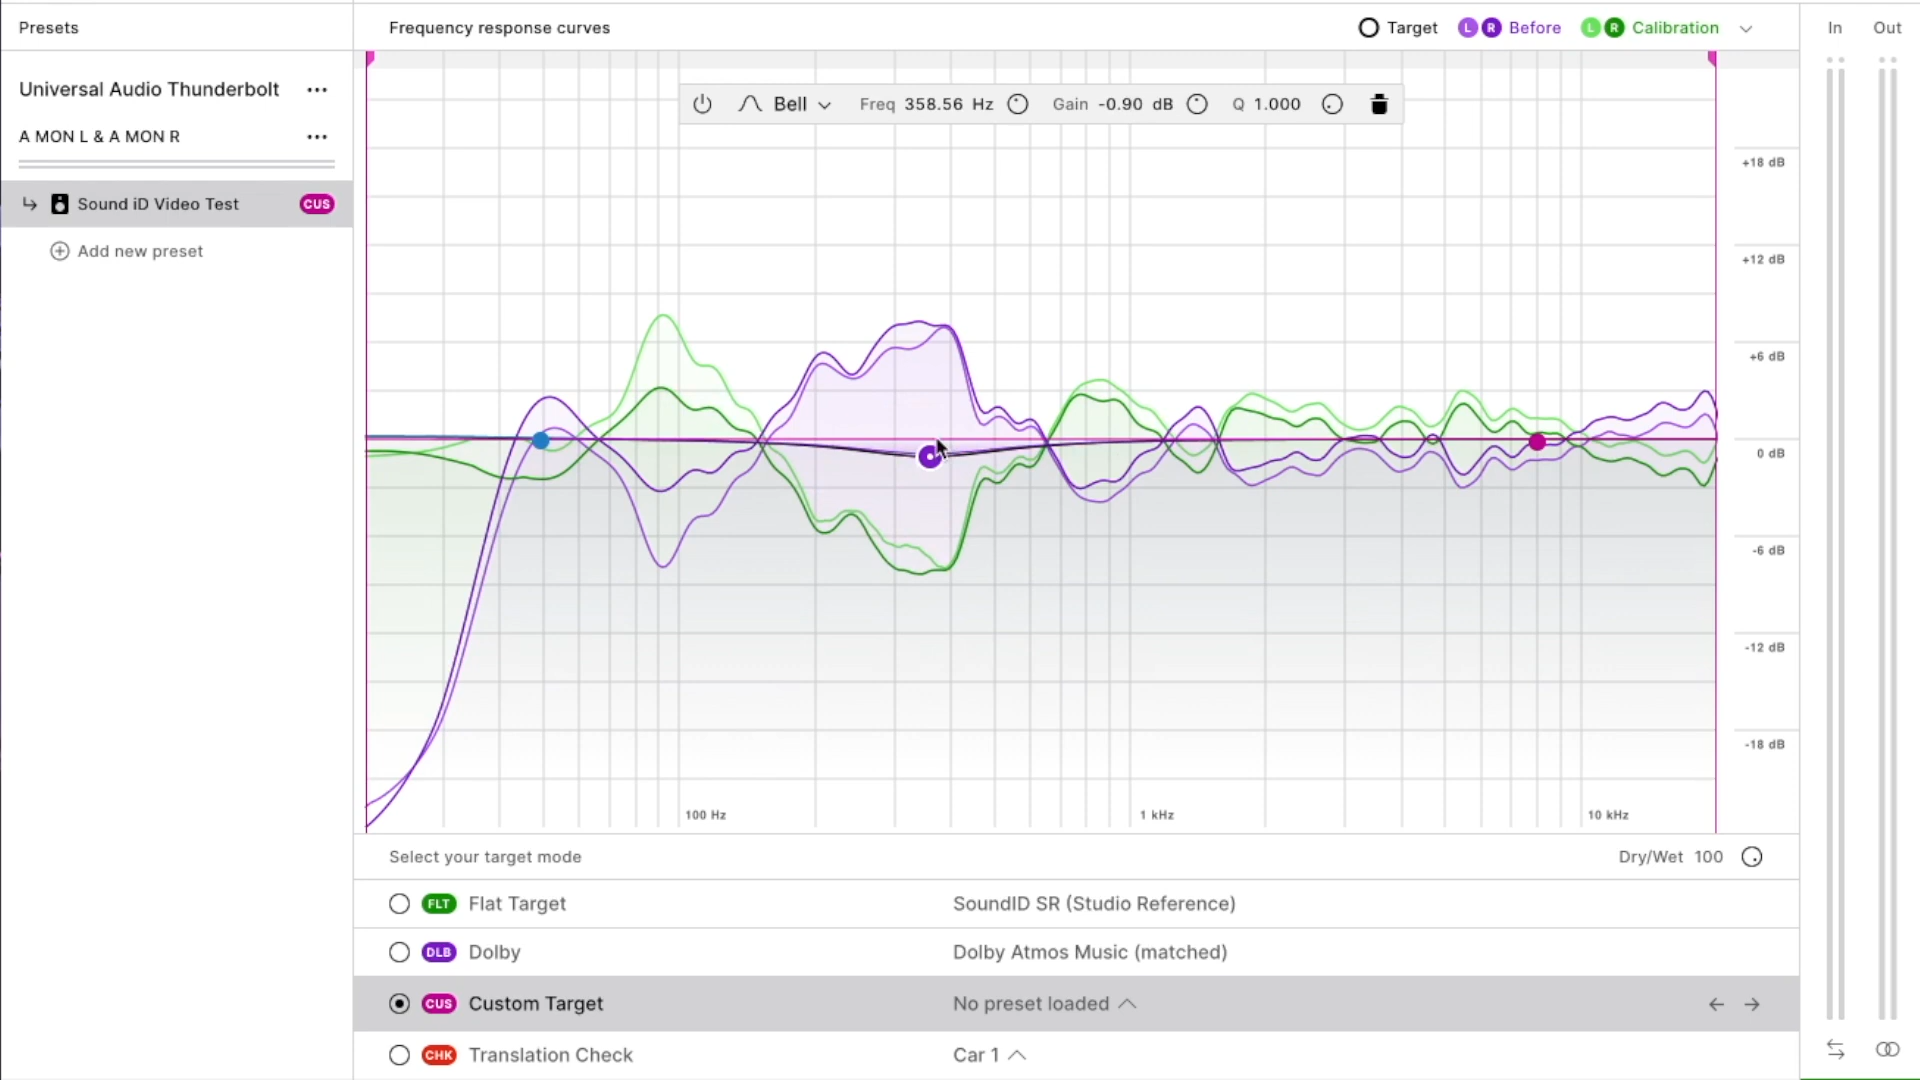 Presets
Frequency response curves
Target
L R Before
L R Calibration
In
Out
Universal Audio Thunderbolt
A MON L & A MON R
Sound iD Video Test CUS
Add new preset
Bell Freq 358.56 Hz Gain -0.90 dB Q 1.000
+18 dB
+12 dB
+6 dB
0 dB
-6 dB
-12 dB
-18 dB
100 Hz
1 kHz
10 kHz
Select your target mode
Dry/Wet 100
FLT Flat Target SoundID SR (Studio Reference)
DLB Dolby Dolby Atmos Music (matched)
CUS Custom Target No preset loaded
CHK Translation Check Car 1